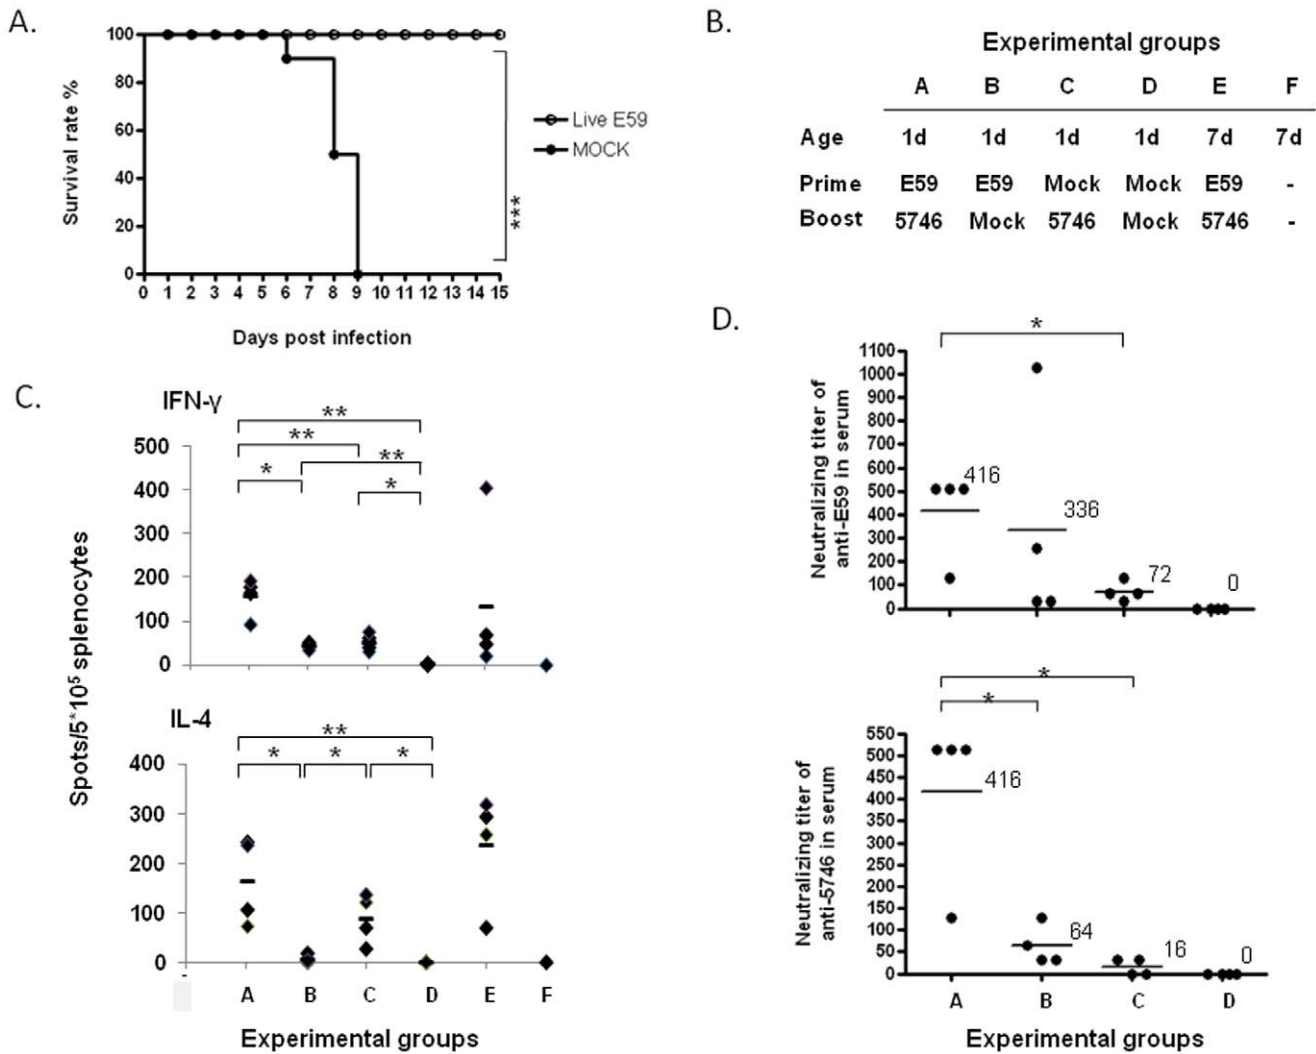 A.
100
80
60
40
20
0
Survival rate %
0 1 2 3 4 5 6 7 8 9 10 11 12 13 14 15
Days post infection
***
Live E59
MOCK
B.
Experimental groups
A B C D E F
Age 1d 1d 1d 1d 7d 7d
Prime E59 E59 Mock Mock E59 -
Boost 5746 Mock 5746 Mock 5746 -
C.
IFN-γ
**
** **
* *
500
400
300
200
100
0
Spots/5*10⁵ splenocytes
IL-4
**
* * *
400
300
200
100
0
-
A B C D E F
Experimental groups
D.
*
1100
1000
900
800
700
600
500
400
300
200
100
0
Neutralizing titer of
anti-E59 in serum
416
336
72
0
*
*
550
500
450
400
350
300
250
200
150
100
50
0
Neutralizing titer of
anti-5746 in serum
416
64
16
0
A B C D
Experimental groups